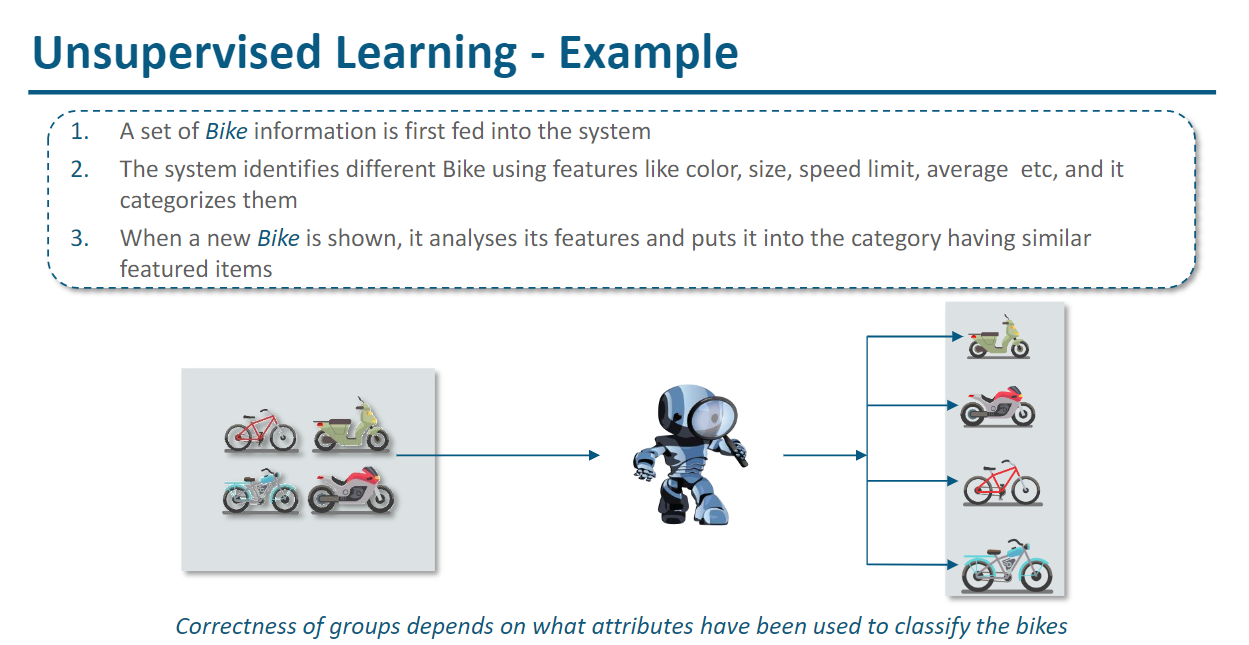 Unsupervised Learning - Example
1. A set of Bike information is first fed into the system
2. The system identifies different Bike using features like color, size, speed limit, average  etc, and it
categorizes them
3. When a new Bike is shown, it analyses its features and puts it into the category having similar
featured items
Correctness of groups depends on what attributes have been used to classify the bikes